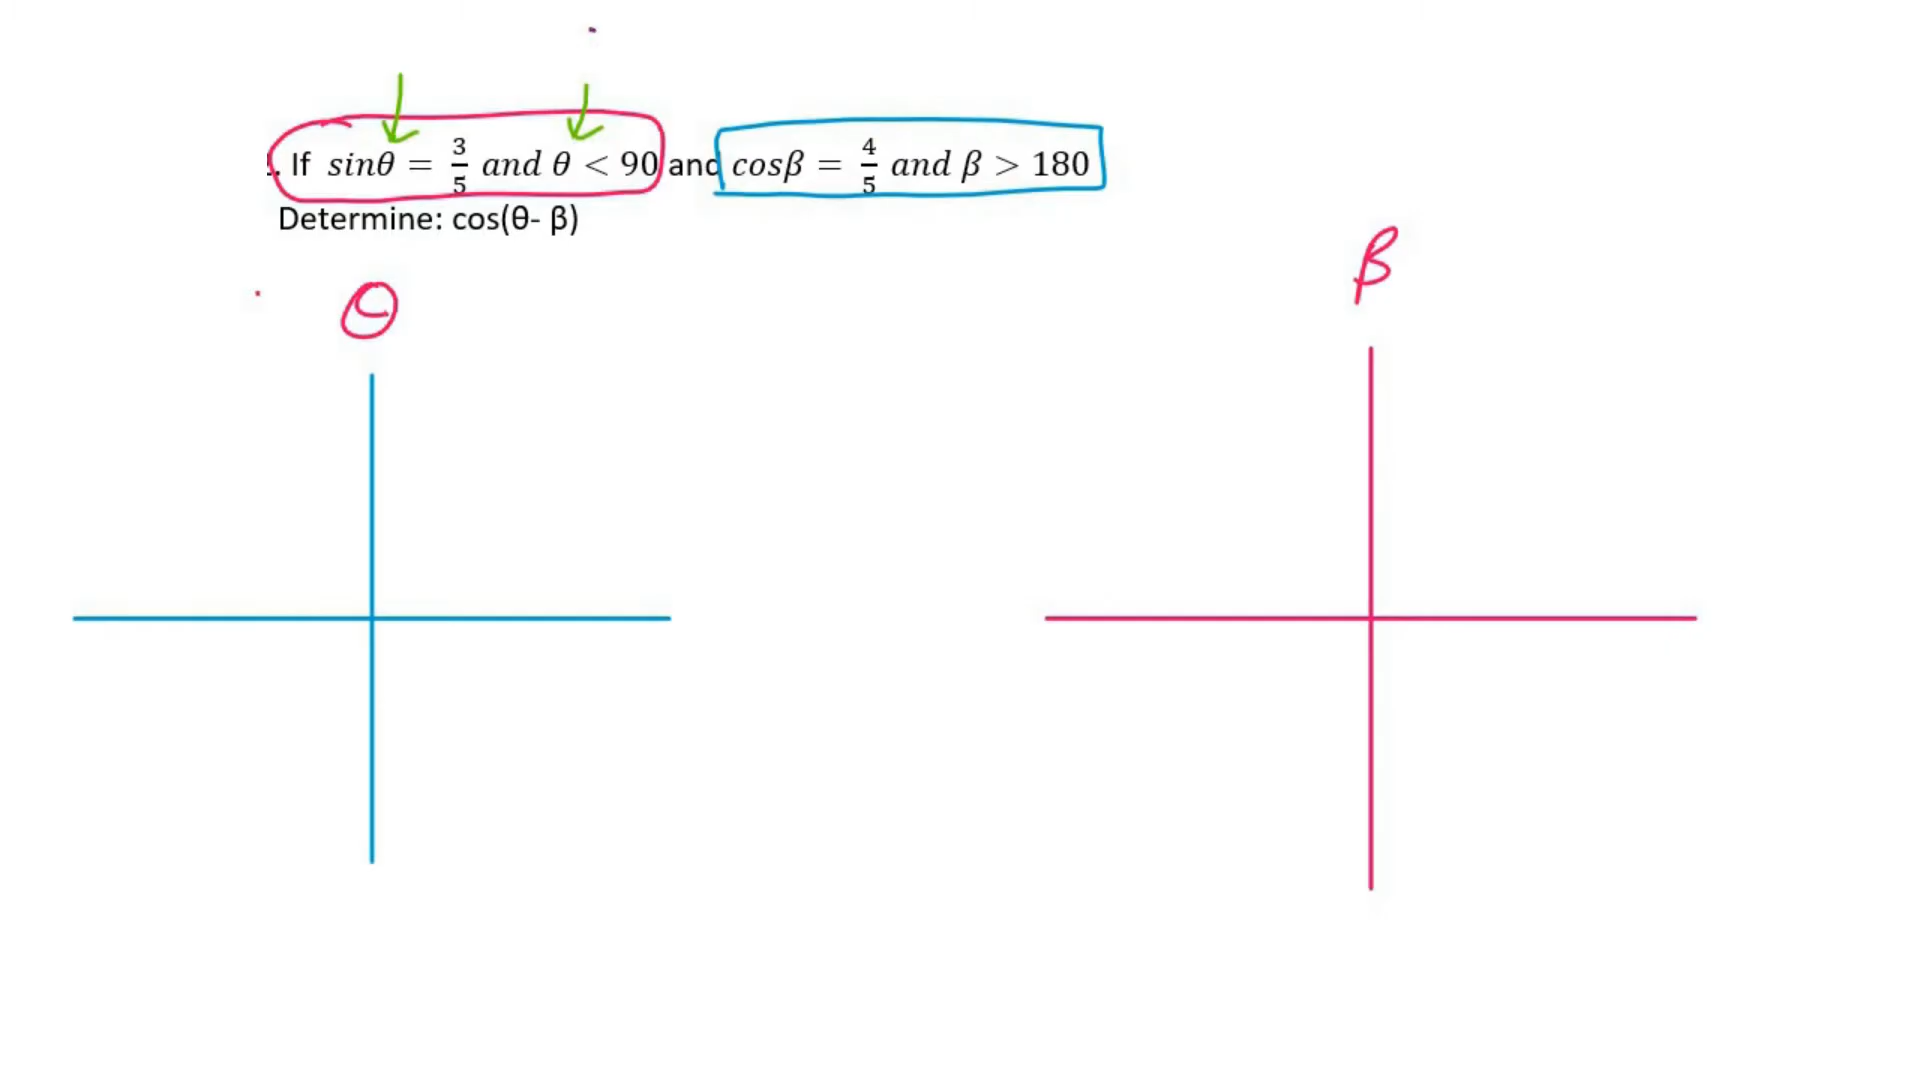 . If sinθ = 3/5 and θ < 90 and cosβ = 4/5 and β > 180
Determine: cos(θ- β)
θ
β